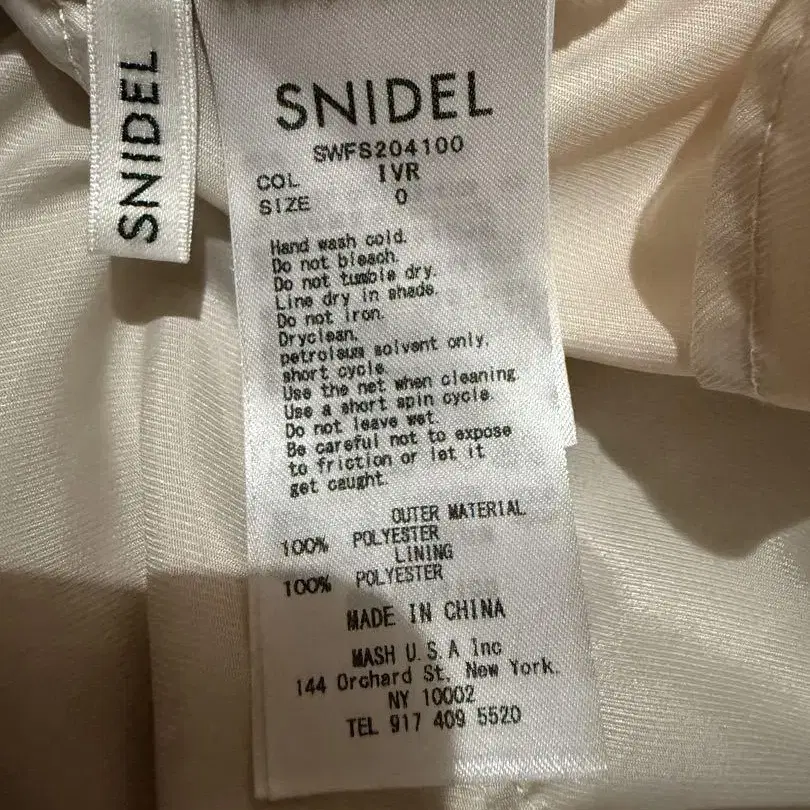 SNIDEL
SNIDEL
SWFS204100
COL IVR
SIZE 0
Hand wash cold.
Do not bleach.
Do not tumble dry.
Line dry in shade.
Do not iron.
Dryclean.
petroleum solvent only,
short cycle
Use the net when cleaning.
Use a short spin cycle.
Do not leave wet.
Be careful not to expose
to friction or let it
get caught.
OUTER MATERIAL
100% POLYESTER
LINING
100% POLYESTER
MADE IN CHINA
MASH U.S.A Inc
144 Orchard St, New York.
NY 10002
TEL 917 409 5520